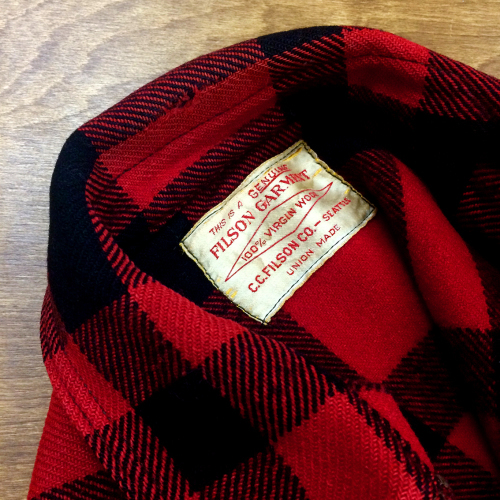 THIS IS A GENUINE
FILSON GARMENT
100% VIRGIN WOOL
C.C. FILSON CO. - SEATTLE
UNION MADE